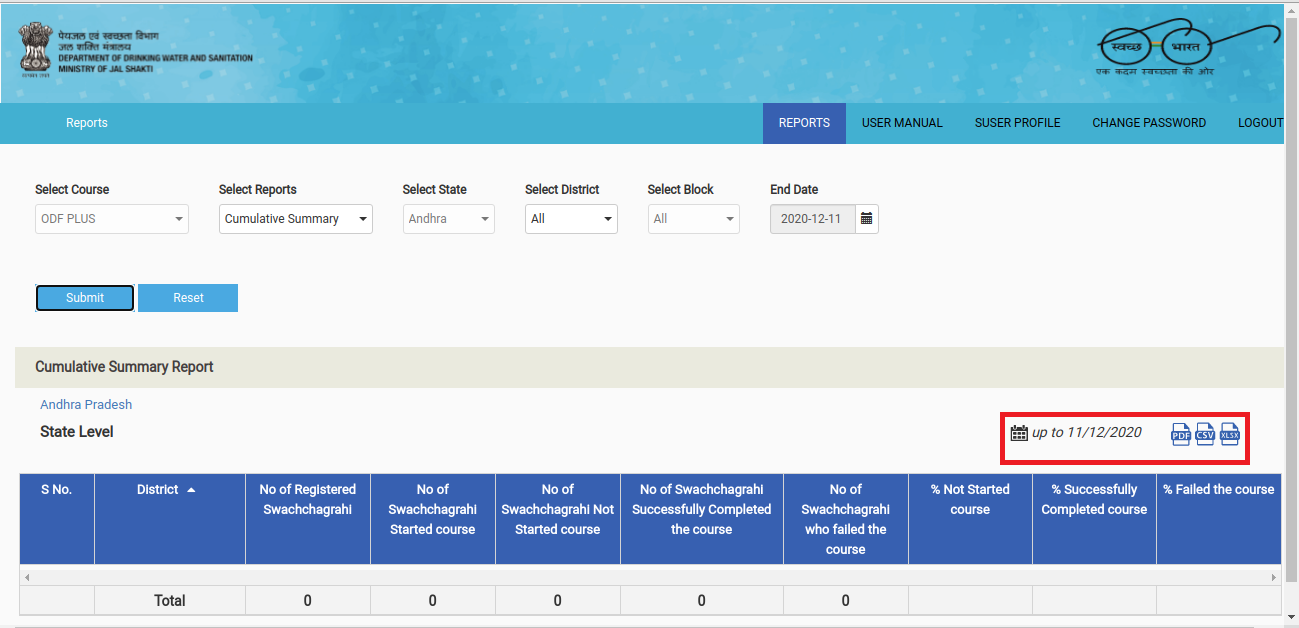 पेयजल एवं स्वच्छता विभाग
जल शक्ति मंत्रालय
DEPARTMENT OF DRINKING WATER AND SANITATION
MINISTRY OF JAL SHAKTI
स्वच्छ भारत
एक कदम स्वच्छता की ओर
Reports
REPORTS USER MANUAL SUSER PROFILE CHANGE PASSWORD LOGOUT
Select Course Select Reports Select State Select District Select Block End Date
ODF PLUS Cumulative Summary Andhra All All 2020-12-11
Submit Reset
Cumulative Summary Report
Andhra Pradesh
State Level
up to 11/12/2020 PDF CSV XLSX
S No. District No of Registered No of No of No of Swachchagrahi No of % Not Started % Successfully % Failed the course
Swachchagrahi Swachchagrahi Swachchagrahi Not Successfully Completed Swachchagrahi course Completed course
Started course Started course the course who failed the
course
Total 0 0 0 0 0